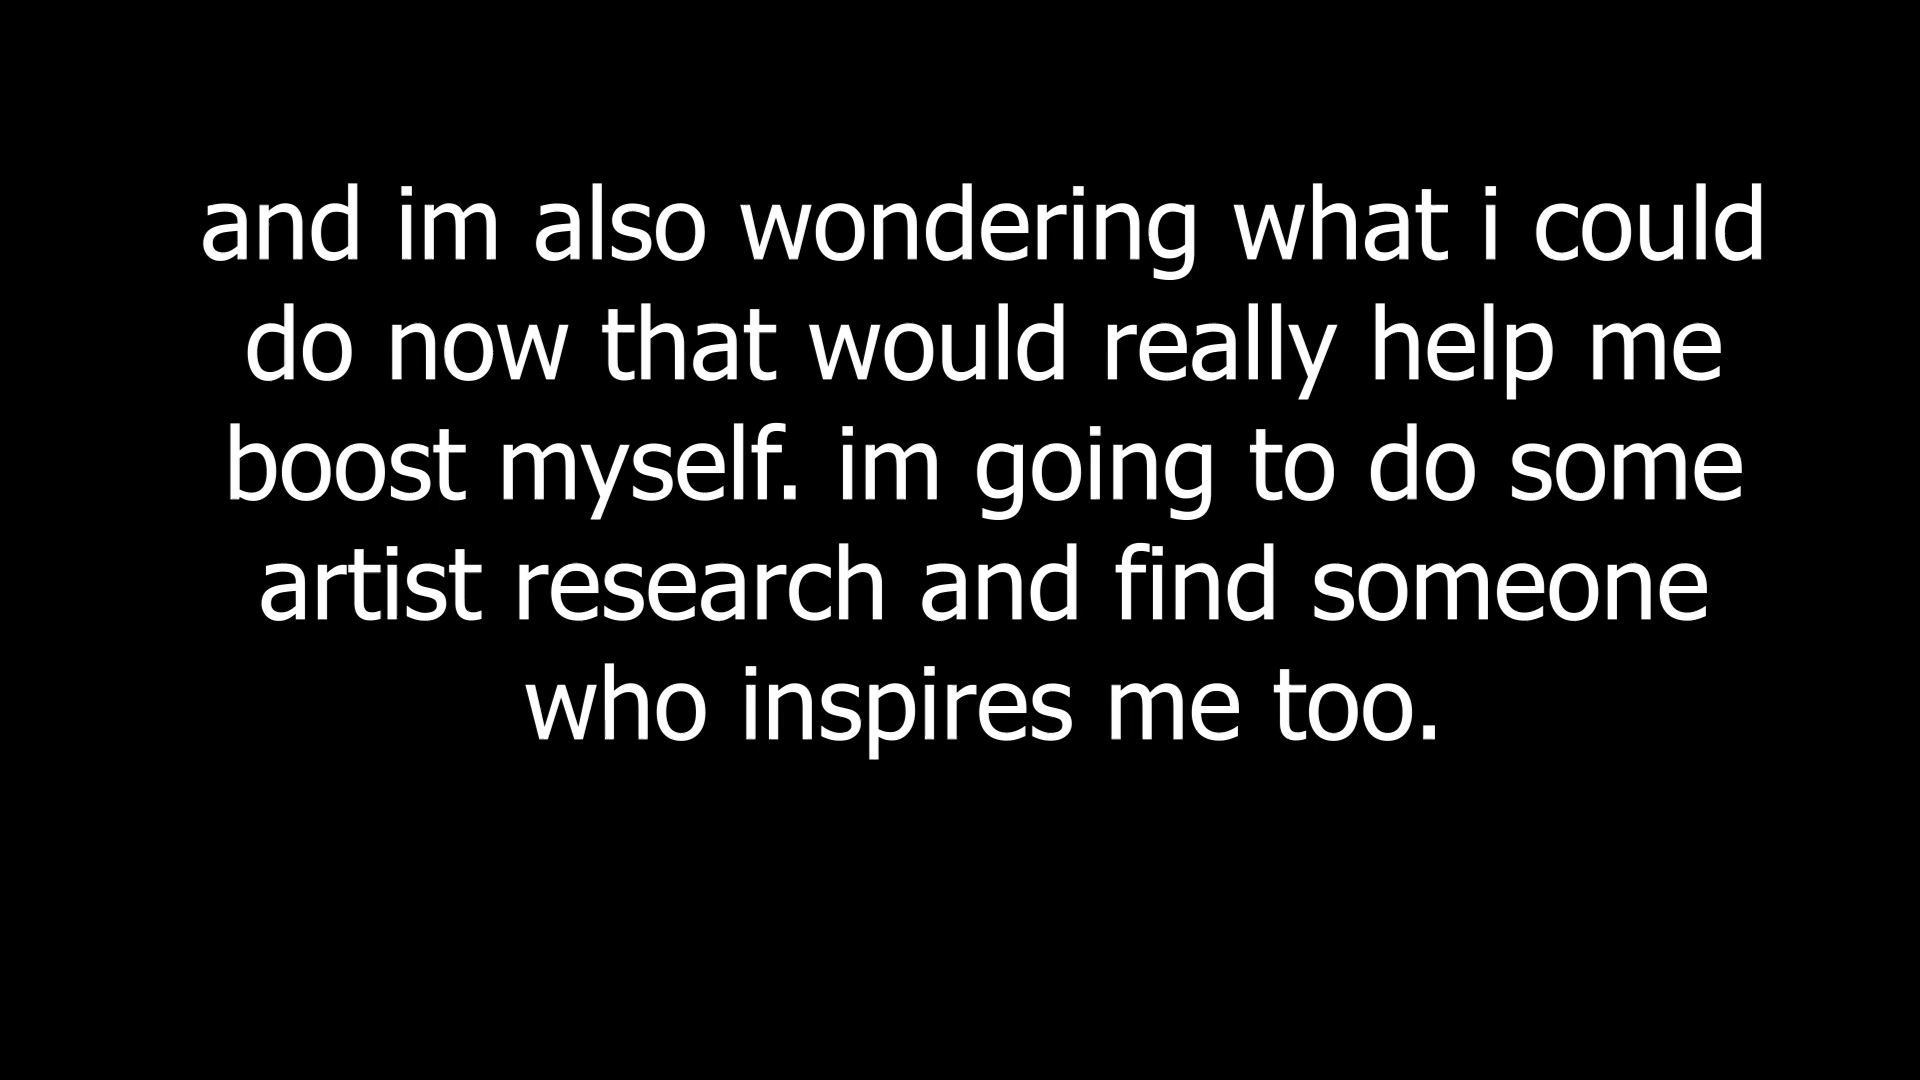 and im also wondering what i could
do now that would really help me
boost myself. im going to do some
artist research and find someone
who inspires me too.